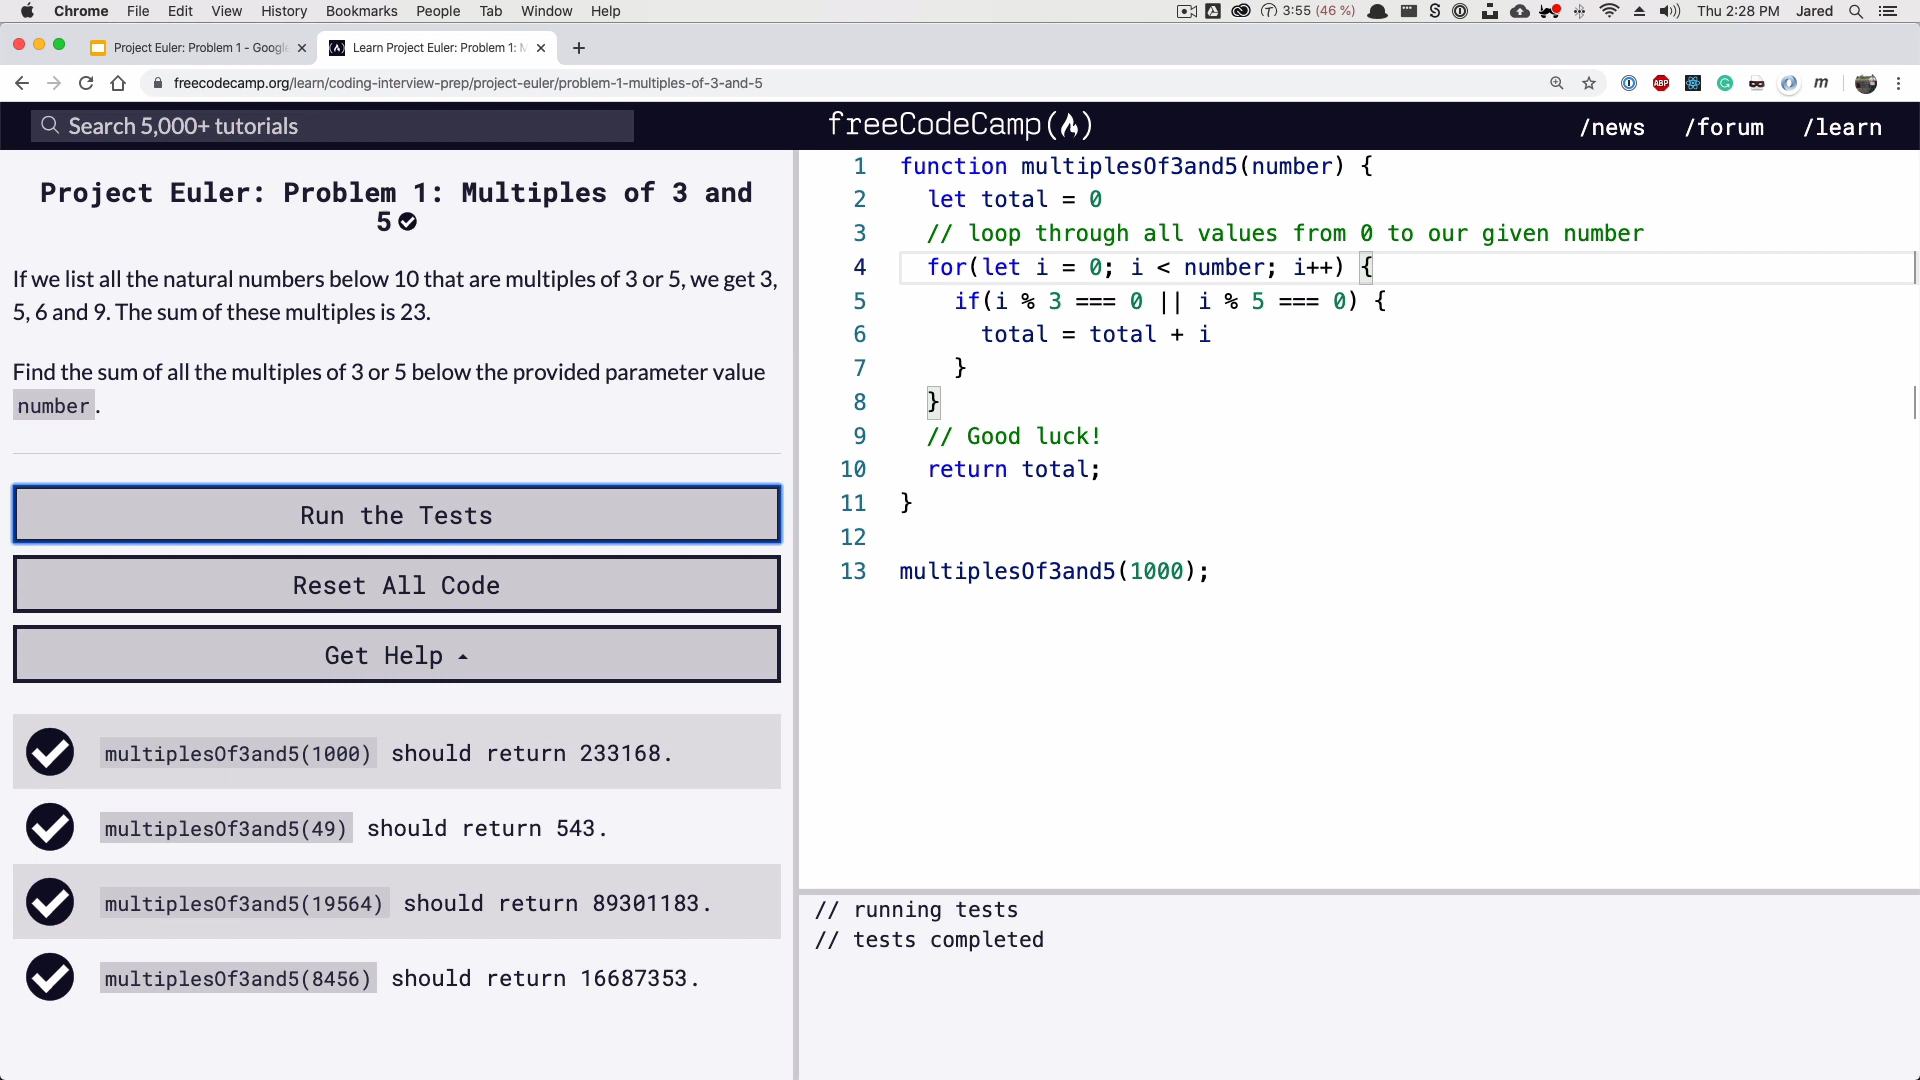 Chrome File Edit View History Bookmarks People Tab Window Help 3:55 (46 %) Thu 2:28 PM Jared
Project Euler: Problem 1 - Google
Learn Project Euler: Problem 1: M
freecodecamp.org/learn/coding-interview-prep/project-euler/problem-1-multiples-of-3-and-5
ABP
m
Search 5,000+ tutorials
freeCodeCamp
/news /forum /learn
Project Euler: Problem 1: Multiples of 3 and
5
If we list all the natural numbers below 10 that are multiples of 3 or 5, we get 3,
5, 6 and 9. The sum of these multiples is 23.
Find the sum of all the multiples of 3 or 5 below the provided parameter value
number.
Run the Tests
Reset All Code
Get Help
multiplesOf3and5(1000) should return 233168.
multiplesOf3and5(49) should return 543.
multiplesOf3and5(19564) should return 89301183.
multiplesOf3and5(8456) should return 16687353.
1 function multiplesOf3and5(number) {
2 let total = 0
3 // loop through all values from 0 to our given number
4 for(let i = 0; i < number; i++) {
5 if(i % 3 === 0 || i % 5 === 0) {
6 total = total + i
7 }
8 }
9 // Good luck!
10 return total;
11 }
12
13 multiplesOf3and5(1000);
// running tests
// tests completed